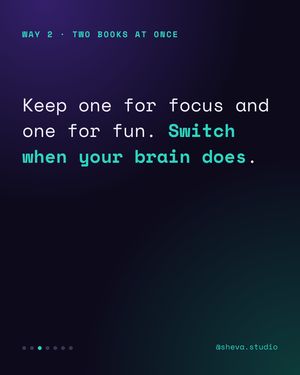 WAY 2 · TWO BOOKS AT ONCE
Keep one for focus and
one for fun. Switch
when your brain does.
@sheva.studio